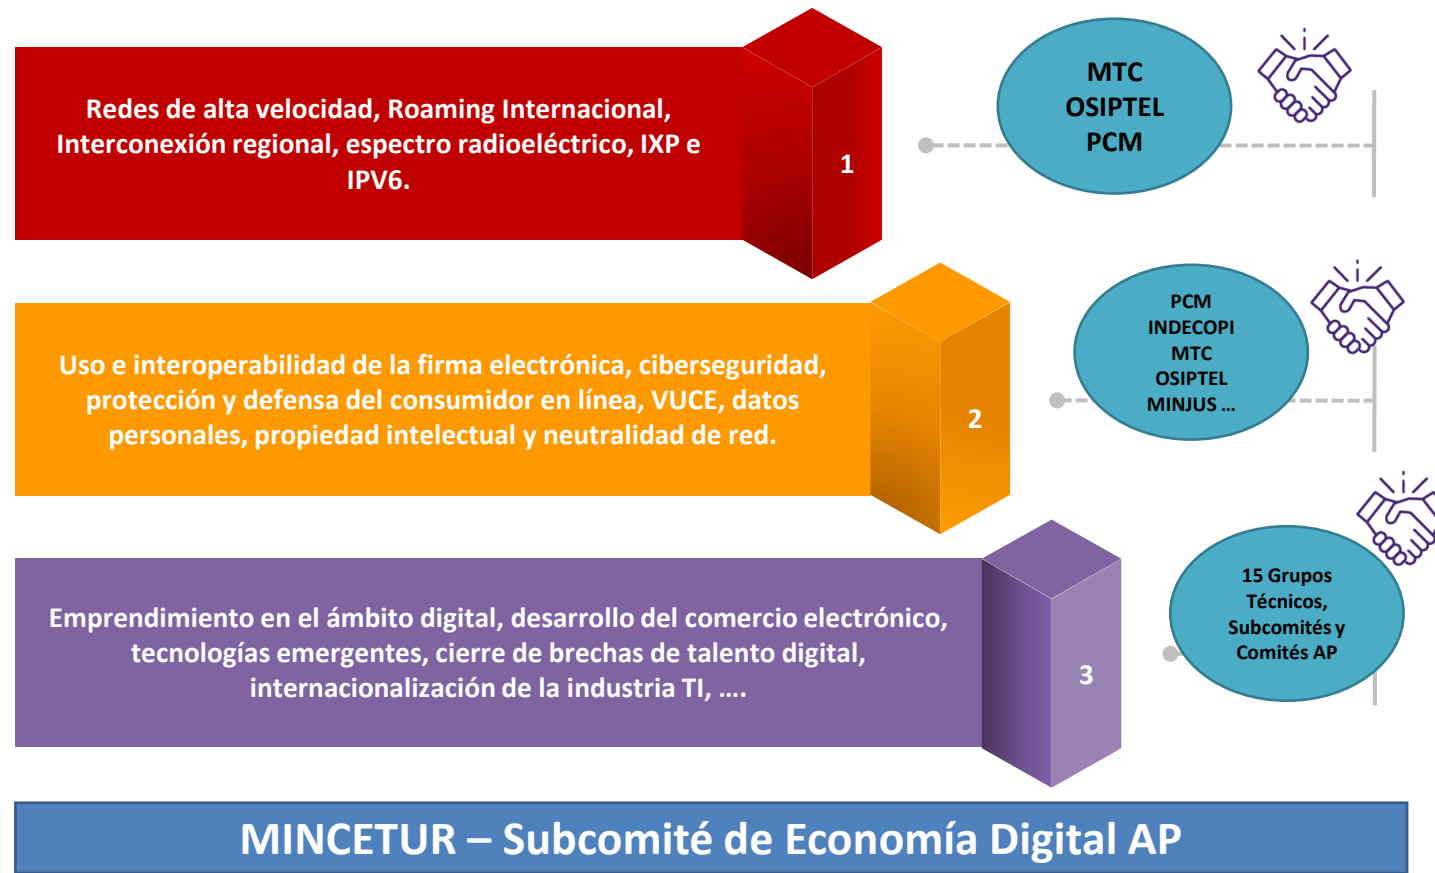 Redes de alta velocidad, Roaming Internacional,
Interconexión regional, espectro radioeléctrico, IXP e
IPV6.
1
MTC
OSIPTEL
PCM
Uso e interoperabilidad de la firma electrónica, ciberseguridad,
protección y defensa del consumidor en línea, VUCE, datos
personales, propiedad intelectual y neutralidad de red.
2
PCM
INDECOPI
MTC
OSIPTEL
MINJUS ...
Emprendimiento en el ámbito digital, desarrollo del comercio electrónico,
tecnologías emergentes, cierre de brechas de talento digital,
internacionalización de la industria TI, ....
3
15 Grupos
Técnicos,
Subcomités y
Comités AP
MINCETUR – Subcomité de Economía Digital AP